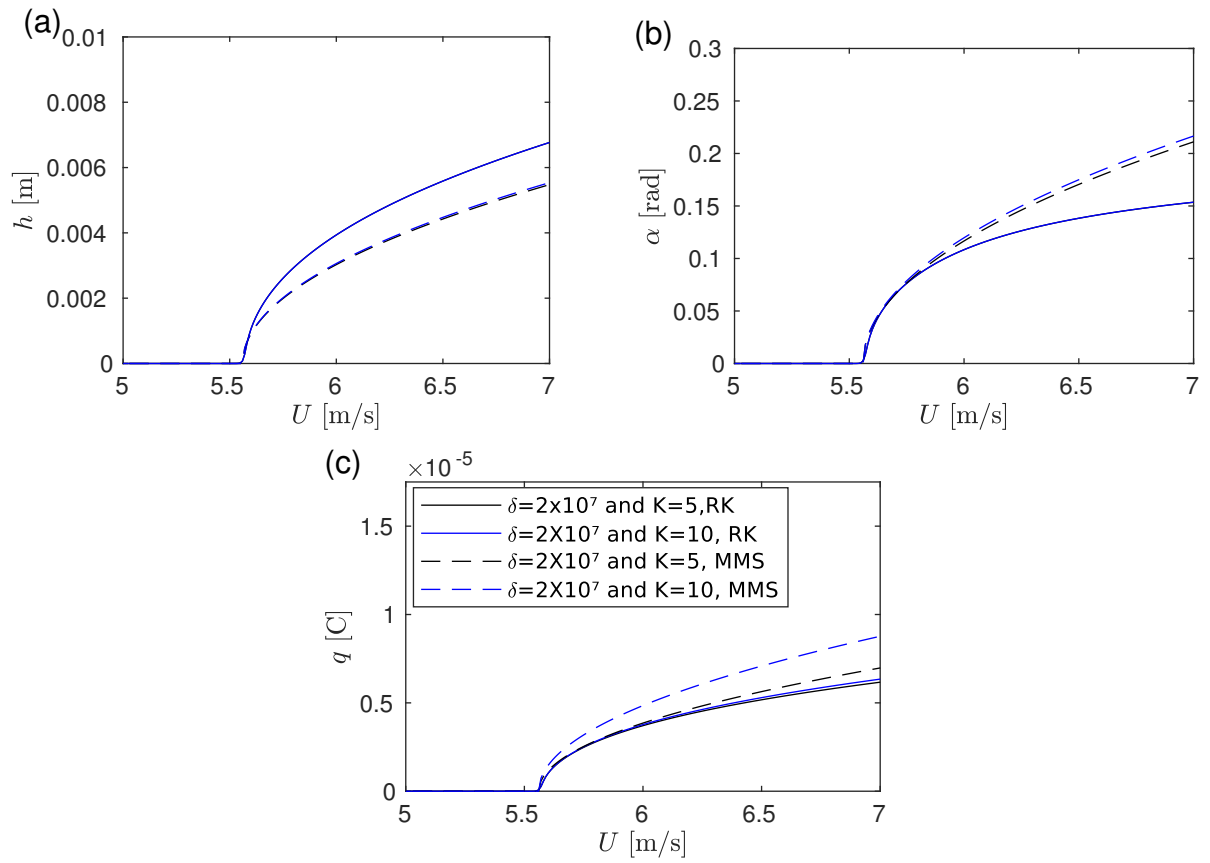 (a)
0.01
0.008
0.006
0.004
0.002
0
h [m]
5 5.5 6 6.5 7
U [m/s]
(b)
0.3
0.25
0.2
0.15
0.1
0.05
0
α [rad]
5 5.5 6 6.5 7
U [m/s]
(c)
×10⁻⁵
δ=2x10⁷ and K=5,RK
δ=2X10⁷ and K=10, RK
δ=2X10⁷ and K=5, MMS
δ=2X10⁷ and K=10, MMS
1.5
1
0.5
0
q [C]
5 5.5 6 6.5 7
U [m/s]